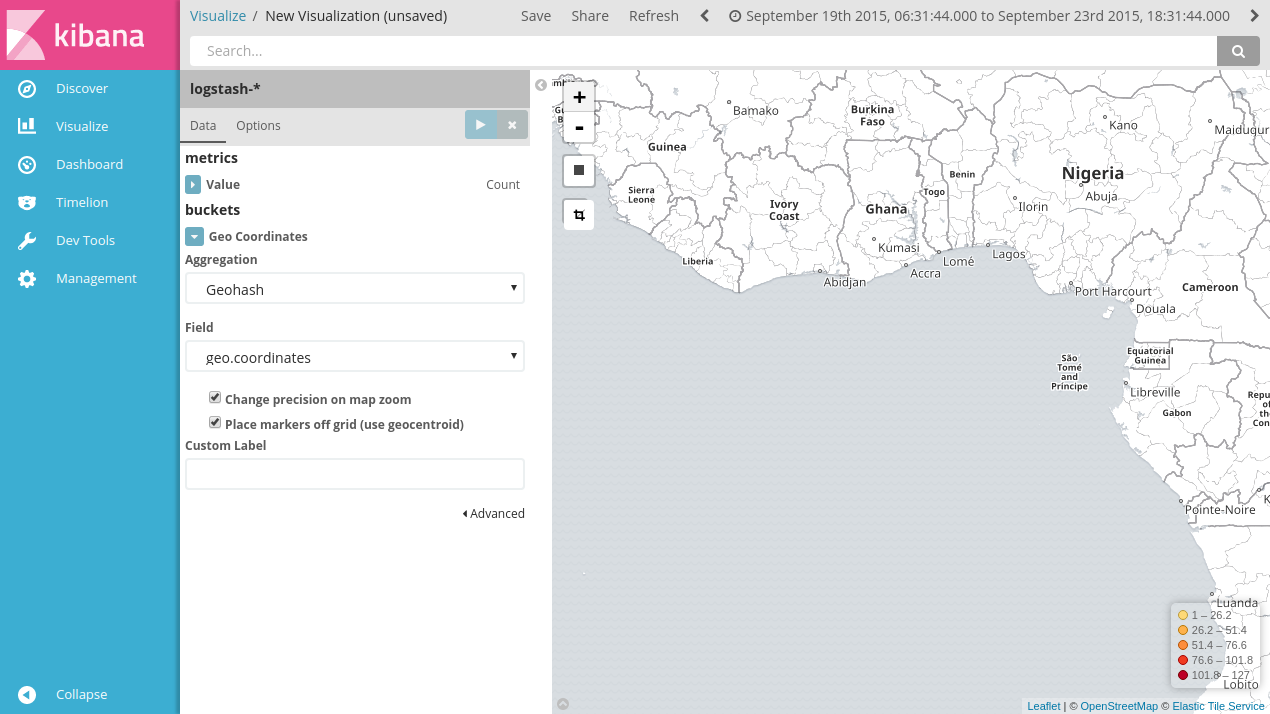 kibana
Visualize / New Visualization (unsaved)
Save Share Refresh September 19th 2015, 06:31:44.000 to September 23rd 2015, 18:31:44.000
Search...
Discover
Visualize
Dashboard
Timelion
Dev Tools
Management
Collapse
logstash-*
Data Options
metrics
Value Count
buckets
Geo Coordinates
Aggregation
Geohash
Field
geo.coordinates
Change precision on map zoom
Place markers off grid (use geocentroid)
Custom Label
Advanced
+
-
Bamako
Burkina
Faso
Kano
Maidugur
Guinea
Nigeria
Benin
Sierra
Leone
Togo
Abuja
Ivory
Coast
Ghana
Ilorin
Kumasi
Liberia
Lomé
Lagos
Accra
Abidjan
Port Harcourt
Cameroon
Douala
São
Tomé
and
Príncipe
Equatorial
Guinea
Libreville
Gabon
Repu
of
the
Con
Pointe-Noire
K
Luanda
1 – 26.2
26.2 – 51.4
51.4 – 76.6
76.6 – 101.8
101.8 – 127
Lobito
Leaflet | © OpenStreetMap © Elastic Tile Service